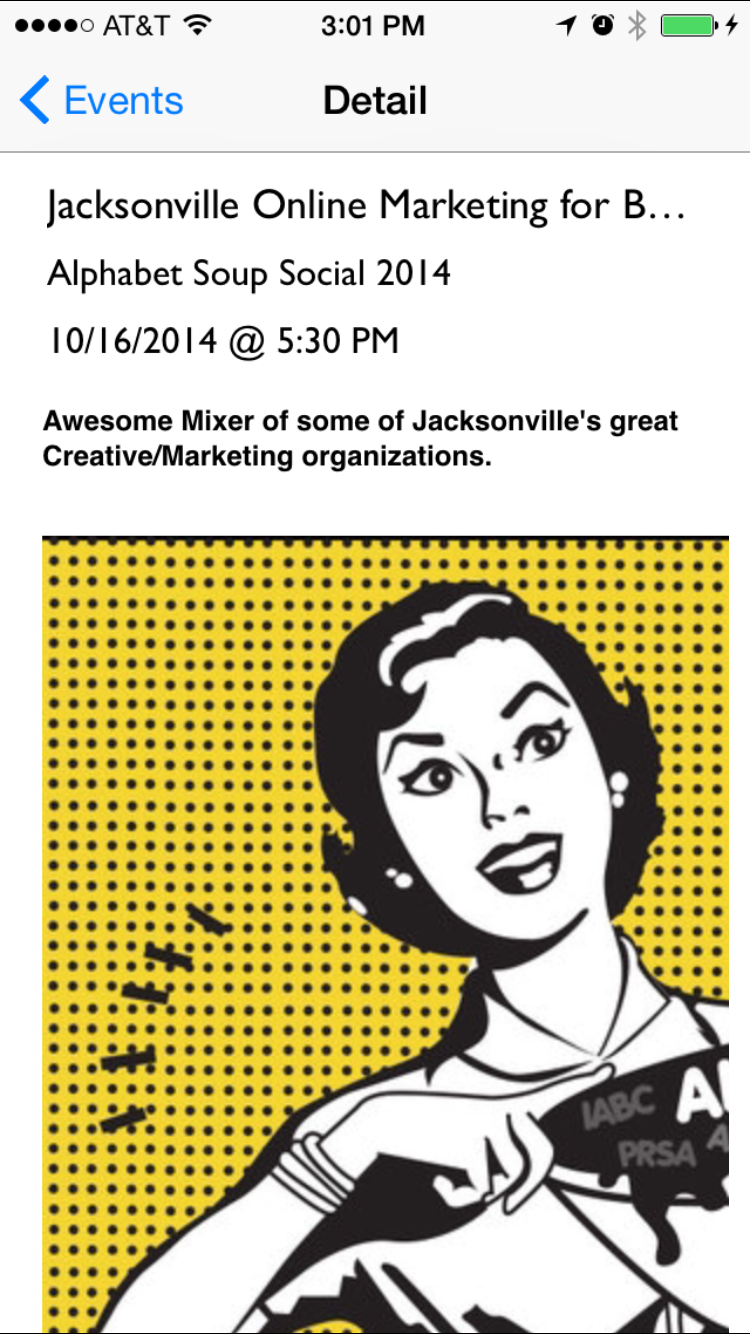 AT&T 3:01 PM
Events Detail
Jacksonville Online Marketing for B…
Alphabet Soup Social 2014
10/16/2014 @ 5:30 PM
Awesome Mixer of some of Jacksonville's great
Creative/Marketing organizations.
IABC
PRSA